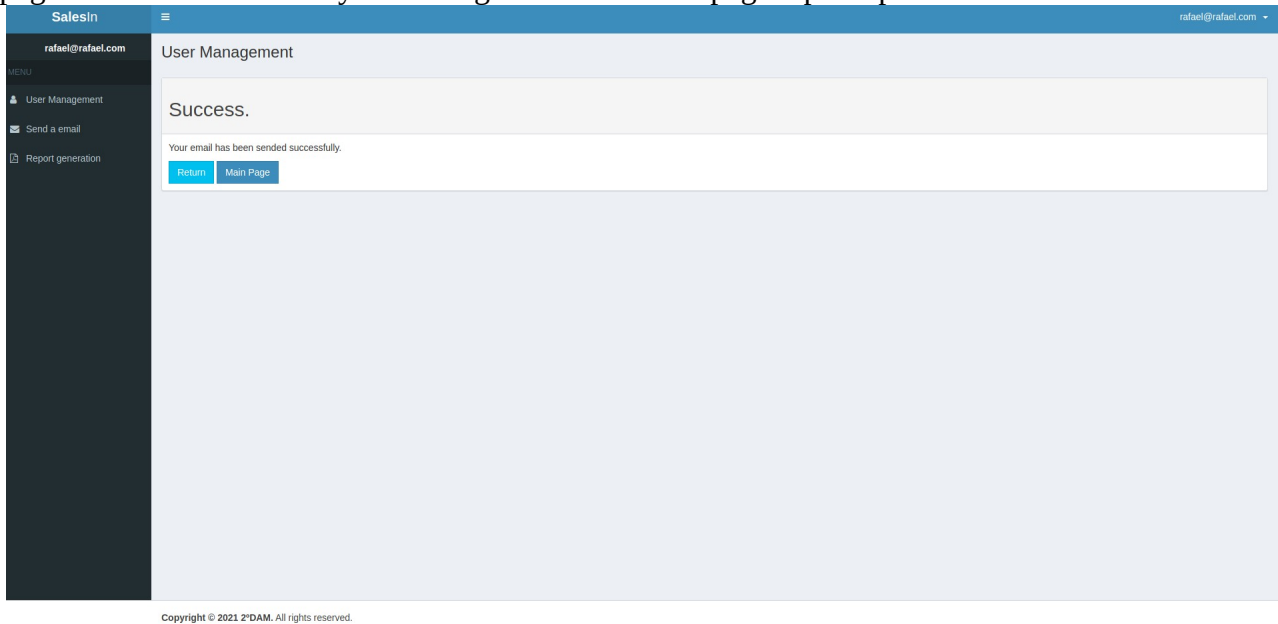 SalesIn
rafael@rafael.com
rafael@rafael.com
MENU
User Management
Send a email
Report generation
User Management
Success.
Your email has been sended successfully.
Return Main Page
Copyright © 2021 2ºDAM. All rights reserved.